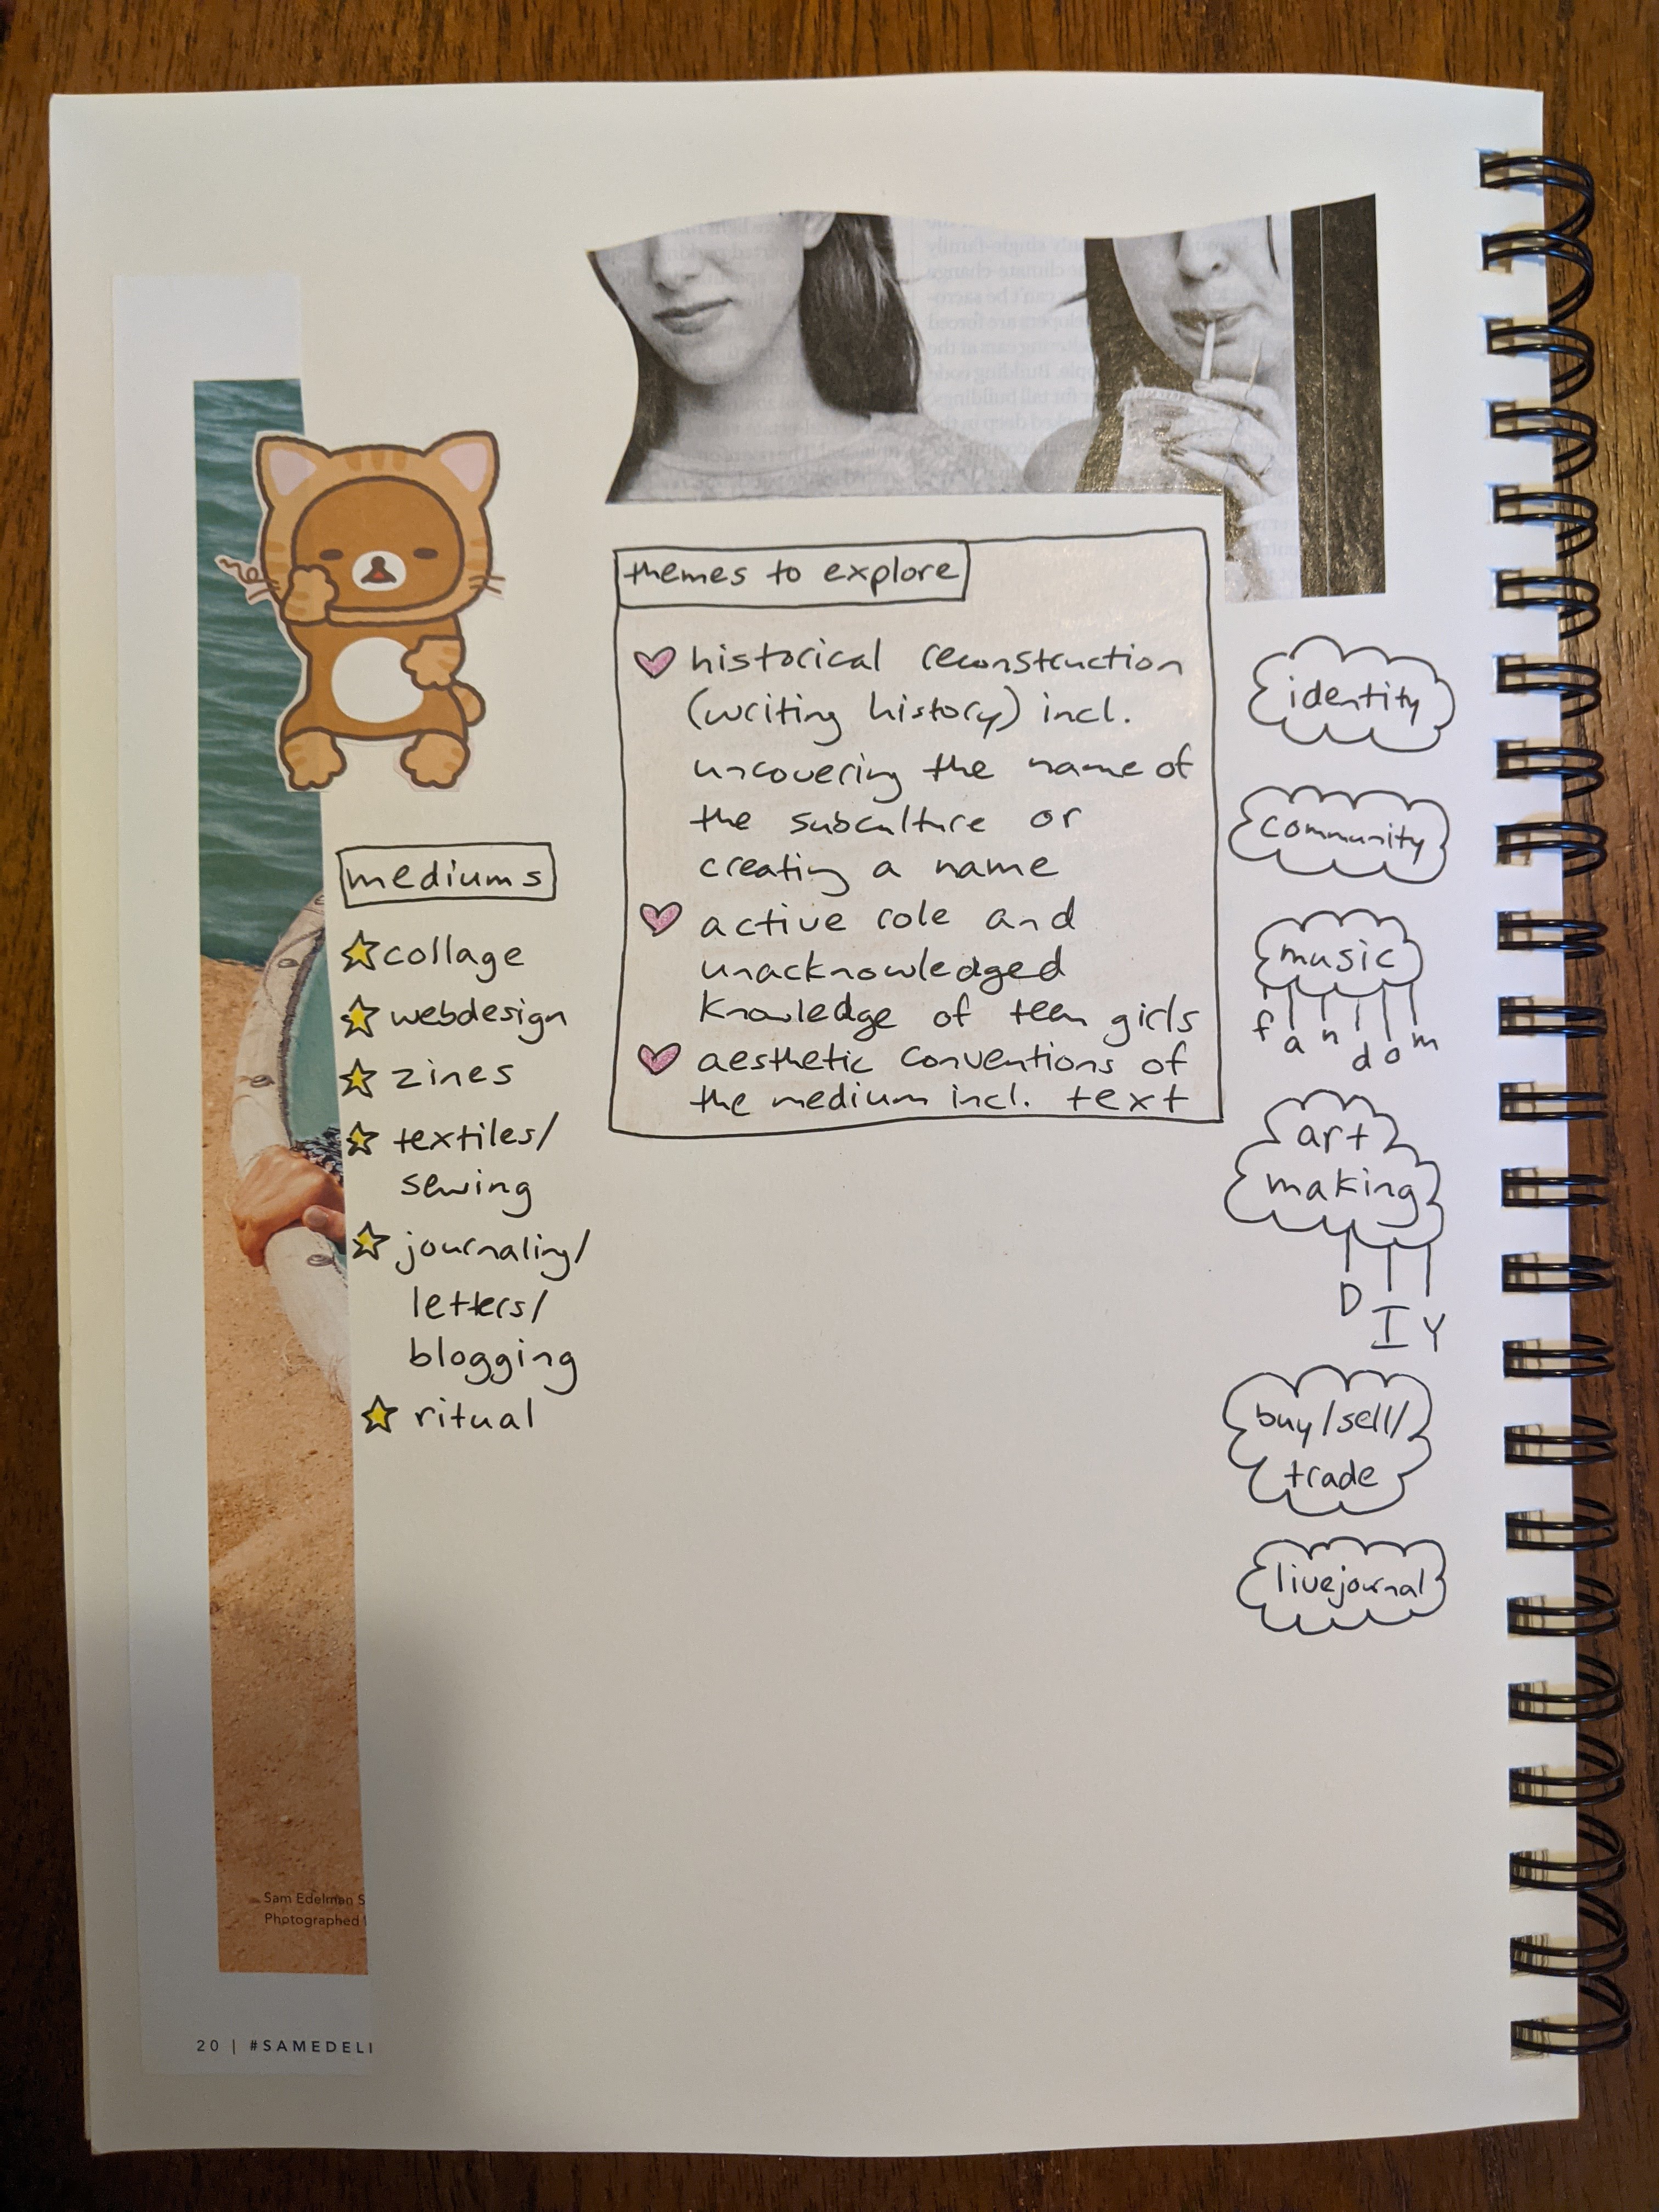 themes to explore
historical reconstruction
(writing history) incl.
uncovering the name of
the subculture or
creating a name
active role and
unacknowledged
knowledge of teen girls
aesthetic conventions of
the medium incl. text
mediums
collage
webdesign
zines
textiles/
sewing
journaling/
letters/
blogging
ritual
identity
community
music
fandom
art
making
DIY
buy/sell/
trade
livejournal
Sam Edelman S
Photographed
20 | #SAMEDEL